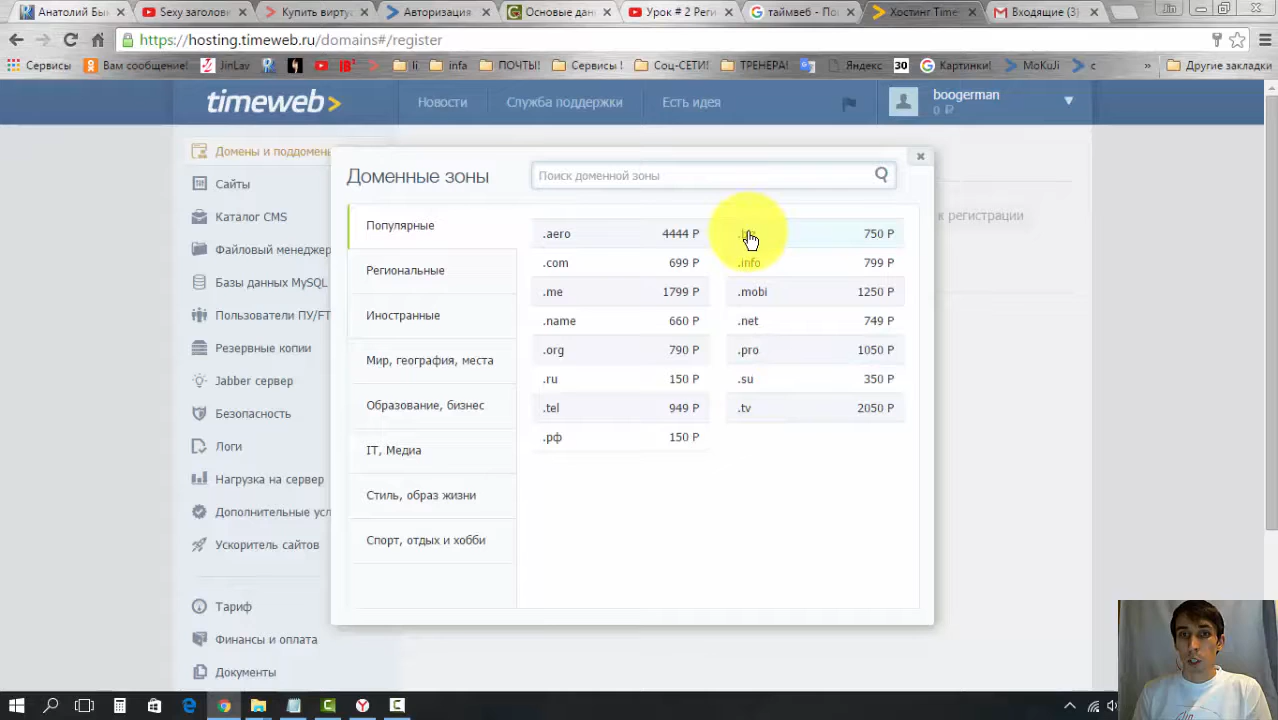 Анатолий Бы
Sexy заголово
Купить вирту
Авторизация
Основые дан
Урок # 2 Реги
таймвеб - По
Хостинг Time
Входящие (3)
Jin
https://hosting.timeweb.ru/domains#/register
Сервисы
Вам сообщение!
JinLav
li
infa
ПОЧТЫ!
Сервисы !
Соц-СЕТИ!
ТРЕНЕРА!
Яндекс
30
Картинки!
MoKuJi
с
»
Другие закладки
timeweb>
Новости
Служба поддержки
Есть идея
boogerman
0 ₽
Домены и поддомены
Сайты
Каталог CMS
Файловый менеджер
Базы данных MySQL
Пользователи ПУ/FT
Резервные копии
Jabber сервер
Безопасность
Логи
Нагрузка на сервер
Дополнительные усл
Ускоритель сайтов
Тариф
Финансы и оплата
Документы
к регистрации
Доменные зоны
Поиск доменной зоны
Популярные
Региональные
Иностранные
Мир, география, места
Образование, бизнес
IT, Медиа
Стиль, образ жизни
Спорт, отдых и хобби
.aero 4444 Р
750 Р
.com 699 Р
.info 799 Р
.me 1799 Р
.mobi 1250 Р
.name 660 Р
.net 749 Р
.org 790 Р
.pro 1050 Р
.ru 150 Р
.su 350 Р
.tel 949 Р
.tv 2050 Р
.рф 150 Р